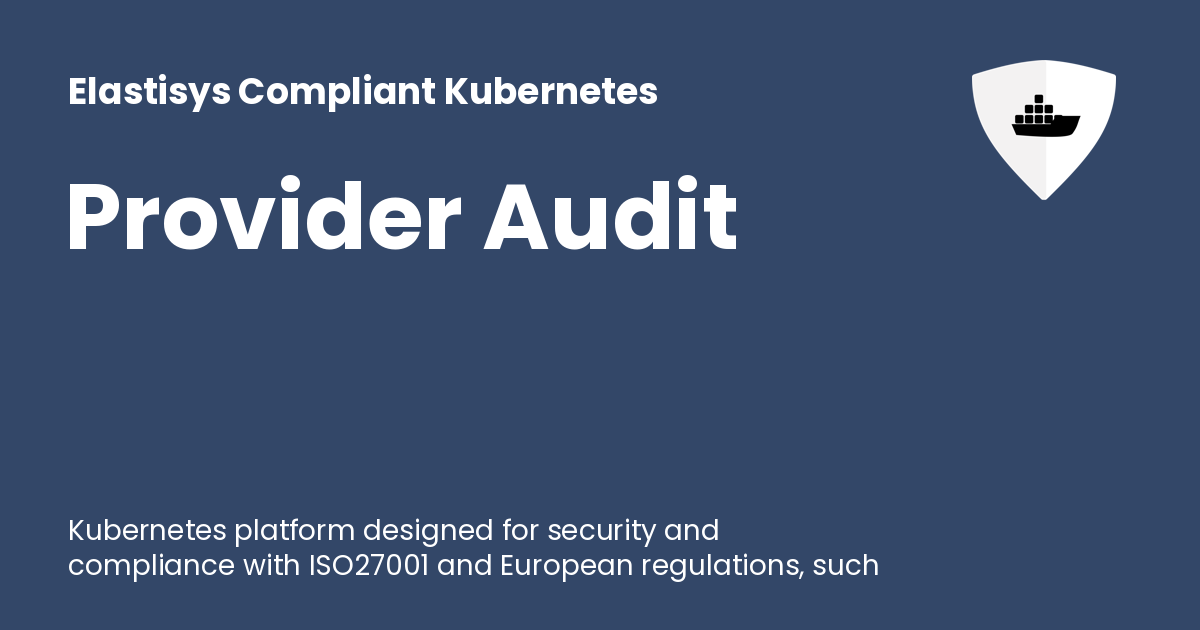 Elastisys Compliant Kubernetes
Provider Audit
Kubernetes platform designed for security and
compliance with ISO27001 and European regulations, such